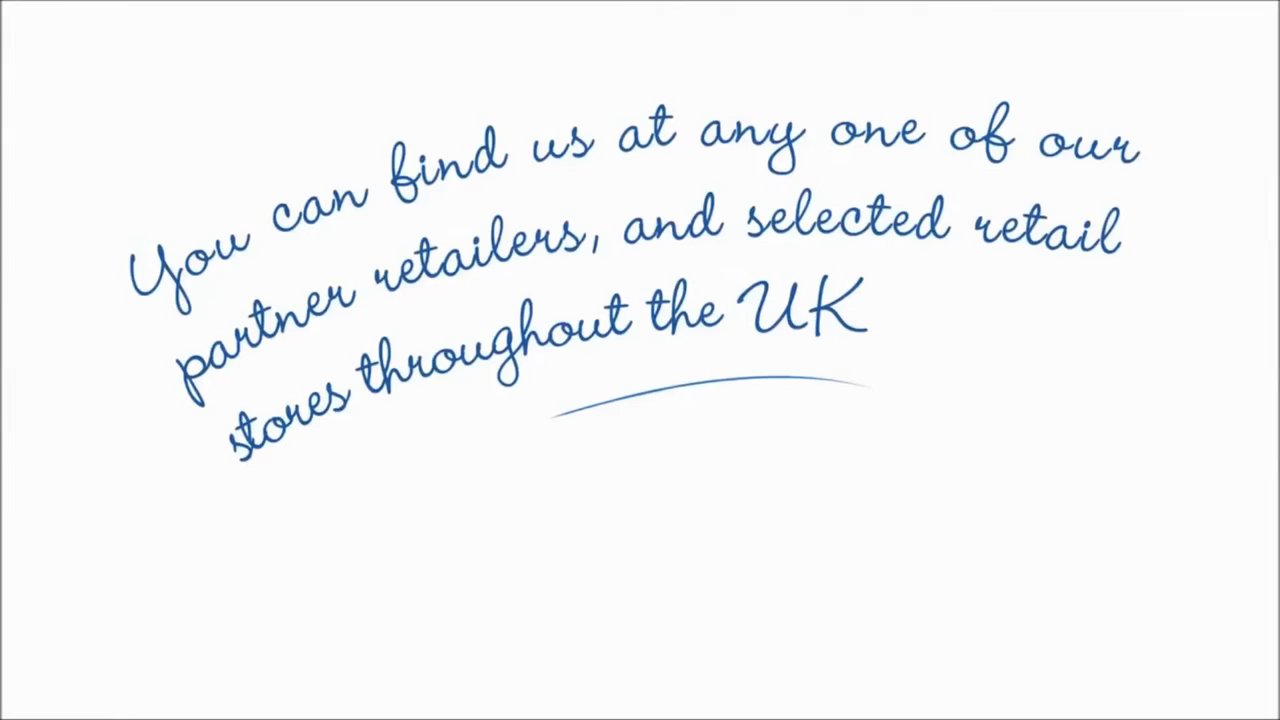 You can find us at any one of our
partner retailers, and selected retail
stores throughout the UK